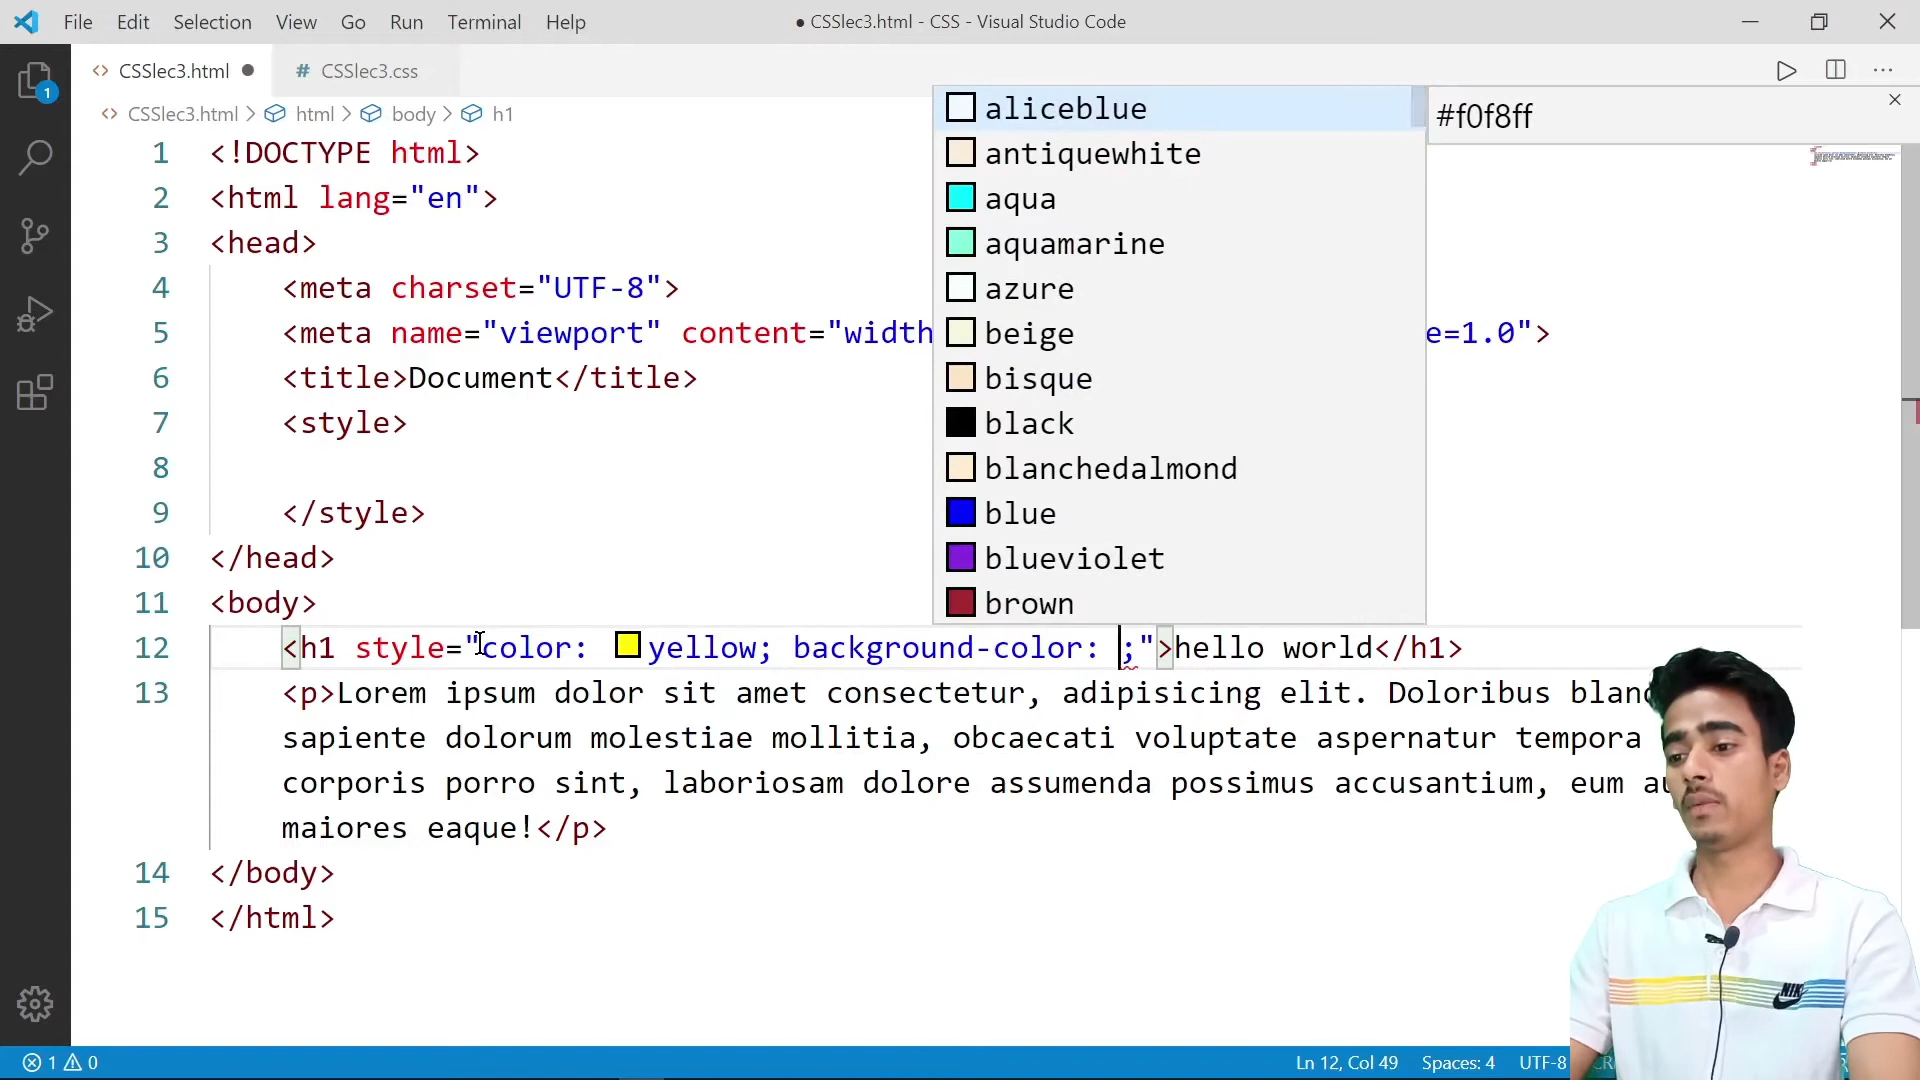 File Edit Selection View Go Run Terminal Help ● CSSlec3.html - CSS - Visual Studio Code
1
<> CSSlec3.html ● # CSSlec3.css
<> CSSlec3.html > html > body > h1
aliceblue
#f0f8ff
antiquewhite
aqua
aquamarine
azure
beige
bisque
black
blanchedalmond
blue
blueviolet
brown
1 <!DOCTYPE html>
2 <html lang="en">
3 <head>
4 <meta charset="UTF-8">
5 <meta name="viewport" content="width e=1.0">
6 <title>Document</title>
7 <style>
8
9 </style>
10 </head>
11 <body>
12 <h1 style="color: yellow; background-color: ;">hello world</h1>
13 <p>Lorem ipsum dolor sit amet consectetur, adipisicing elit. Doloribus
sapiente dolorum molestiae mollitia, obcaecati voluptate aspernatur tempora
corporis porro sint, laboriosam dolore assumenda possimus accusantium, eum
maiores eaque!</p>
14 </body>
15 </html>
NIK
1 0 Ln 12, Col 49 Spaces: 4 UTF-8